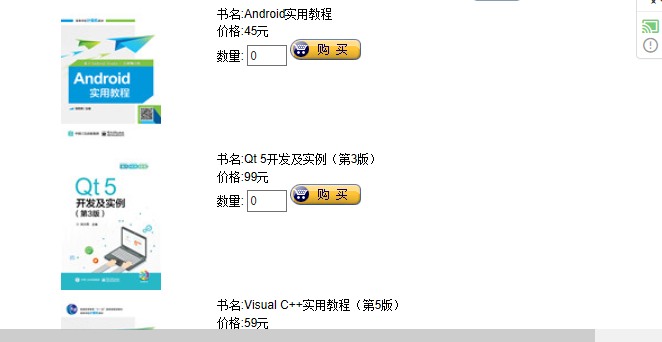 书名:Android实用教程
价格:45元
数量: 0 购 买
Android
实用教程
书名:Qt 5开发及实例（第3版）
价格:99元
数量: 0 购 买
Qt 5
开发及实例
（第3版）
书名:Visual C++实用教程（第5版）
价格:59元